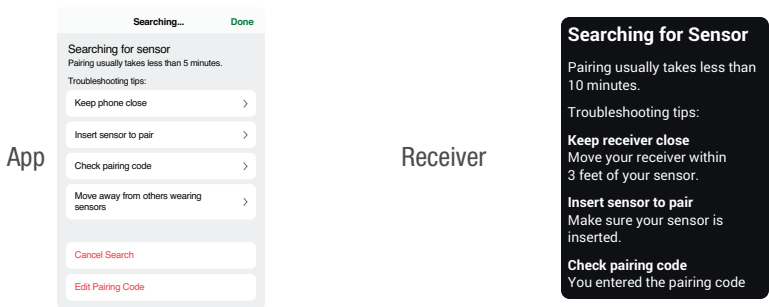 App
Searching...
Done
Searching for sensor
Pairing usually takes less than 5 minutes.
Troubleshooting tips:
Keep phone close
Insert sensor to pair
Check pairing code
Move away from others wearing
sensors
Cancel Search
Edit Pairing Code
Receiver
Searching for Sensor
Pairing usually takes less than
10 minutes.
Troubleshooting tips:
Keep receiver close
Move your receiver within
3 feet of your sensor.
Insert sensor to pair
Make sure your sensor is
inserted.
Check pairing code
You entered the pairing code